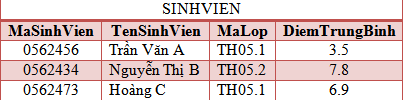 SINHVIEN
MaSinhVien TenSinhVien MaLop DiemTrungBinh
0562456 Trần Văn A TH05.1 3.5
0562434 Nguyễn Thị B TH05.2 7.8
0562473 Hoàng C TH05.1 6.9